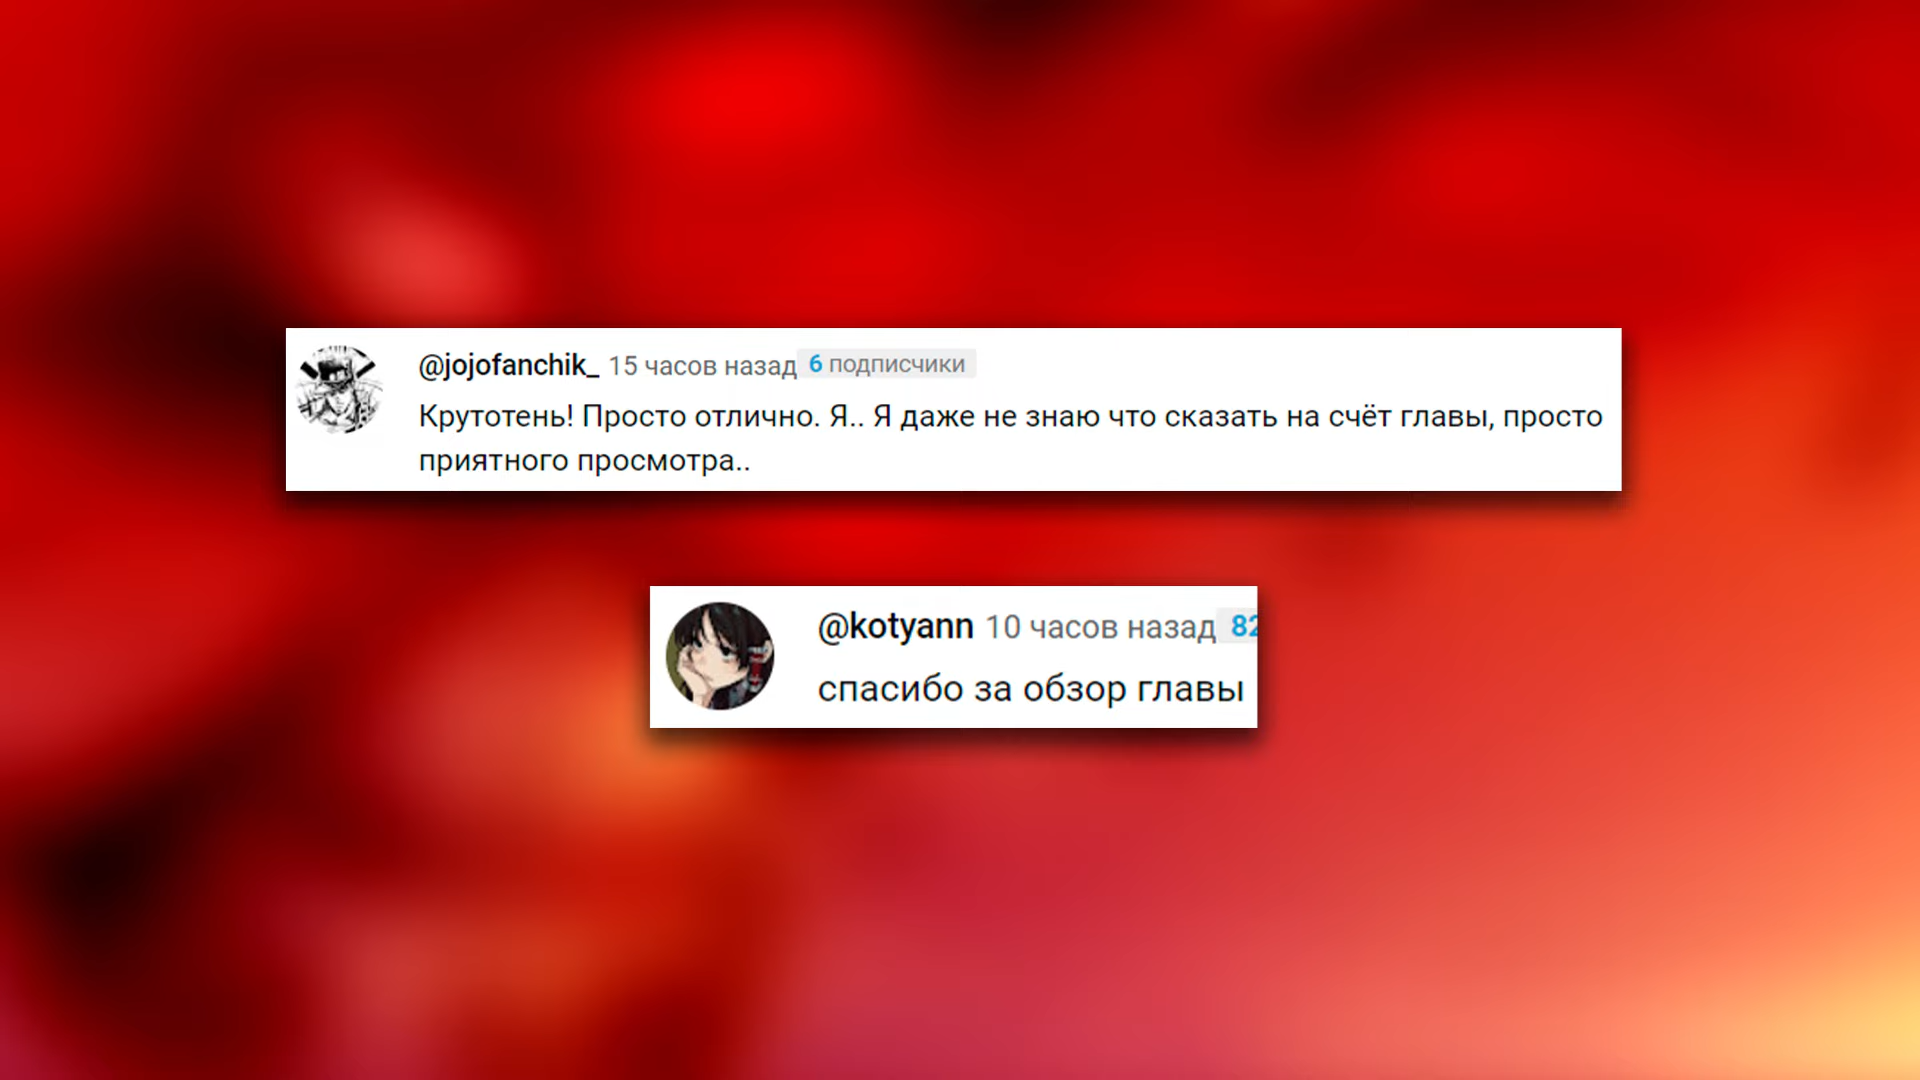 @jojofanchik_ 15 часов назад 6 подписчики
Крутотень! Просто отлично. Я.. Я даже не знаю что сказать на счёт главы, просто
приятного просмотра..
@kotyann 10 часов назад 82
спасибо за обзор главы